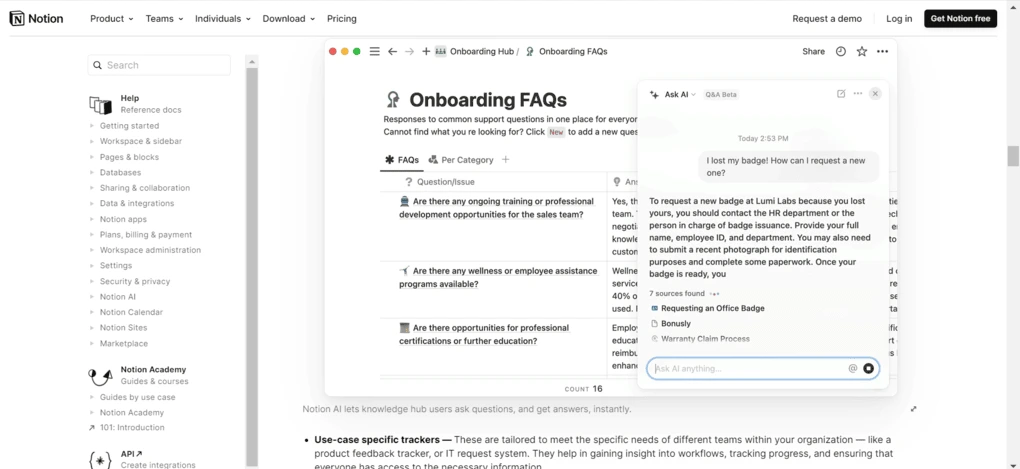 Notion Product Teams Individuals Download Pricing Request a demo Log in Get Notion free
Search
Help
Reference docs
Getting started
Workspace & sidebar
Pages & blocks
Databases
Sharing & collaboration
Data & integrations
Notion apps
Plans, billing & payment
Workspace administration
Settings
Security & privacy
Notion AI
Notion Calendar
Notion Sites
Marketplace
Notion Academy
Guides & courses
Guides by use case
Notion Academy
101: Introduction
API
Create integrations
Onboarding Hub / Onboarding FAQs Share
Onboarding FAQs
Responses to common support questions in one place for everyon
Cannot find what you re looking for? Click New to add a new ques
FAQs Per Category
Question/Issue Ans
Are there any ongoing training or professional
development opportunities for the sales team?
Yes, th
team. T
negotia
knowle
custom
Are there any wellness or employee assistance
programs available?
Wellne
service
40% o
used. I
Are there opportunities for professional
certifications or further education?
Employ
educat
reimbu
enhanc
COUNT 16
Ask AI Q&A Beta
Today 2:53 PM
I lost my badge! How can I request a new
one?
To request a new badge at Lumi Labs because you lost
yours, you should contact the HR department or the
person in charge of badge issuance. Provide your full
name, employee ID, and department. You may also need
to submit a recent photograph for identification
purposes and complete some paperwork. Once your
badge is ready, you
7 sources found
Requesting an Office Badge
Bonusly
Warranty Claim Process
Ask AI anything...
Notion AI lets knowledge hub users ask questions, and get answers, instantly.
• Use-case specific trackers — These are tailored to meet the specific needs of different teams within your organization — like a
product feedback tracker, or IT request system. They help in gaining insight into workflows, tracking progress, and ensuring that
everyone has access to the necessary information.